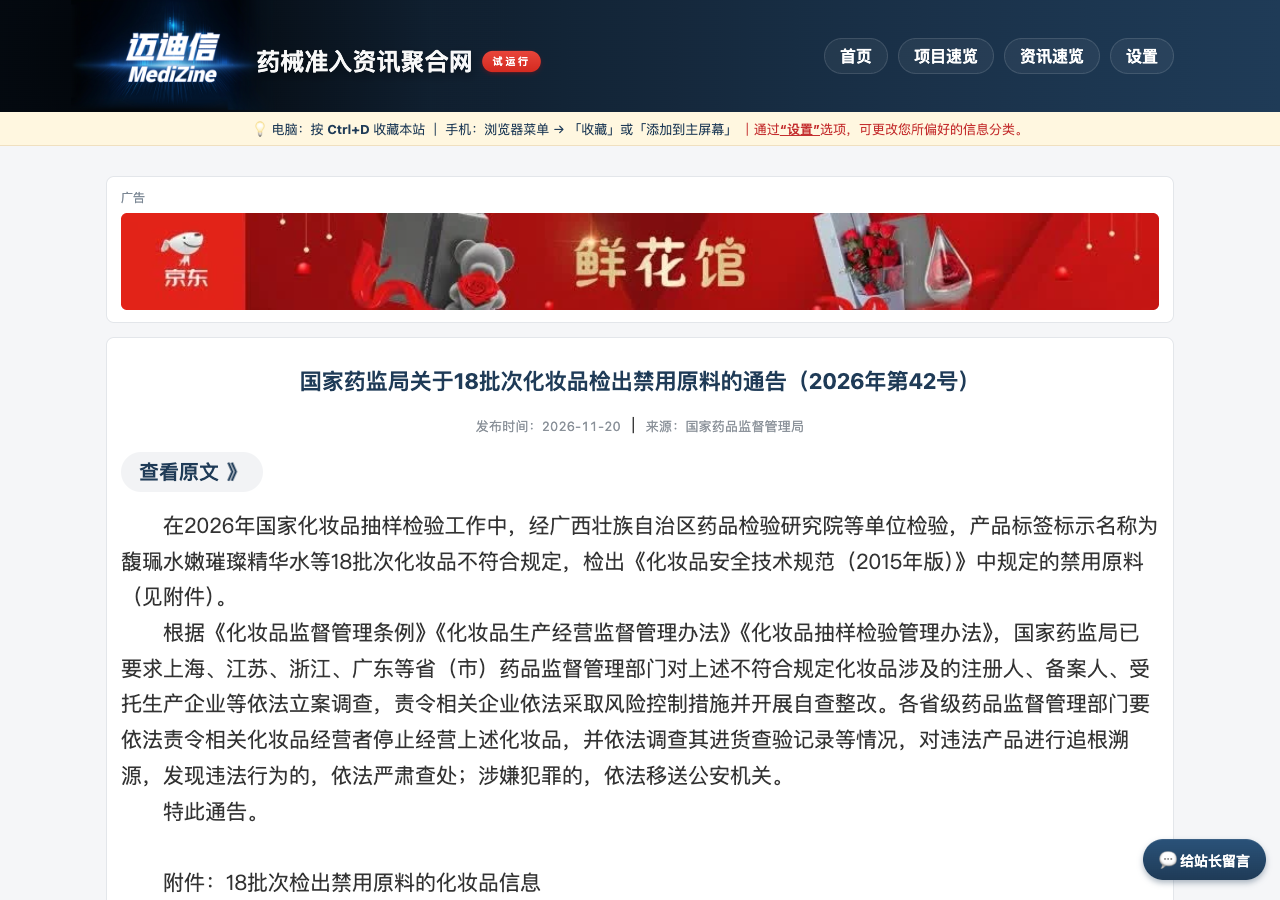 迈迪信
MediZine
药械准入资讯聚合网
试运行
首页
项目速览
资讯速览
设置
💡 电脑：按 Ctrl+D 收藏本站 ｜ 手机：浏览器菜单 → 「收藏」或「添加到主屏幕」 ｜通过“设置”选项，可更改您所偏好的信息分类。
广告
京东
鲜花馆
国家药监局关于18批次化妆品检出禁用原料的通告（2026年第42号）
发布时间：2026-11-20 ｜ 来源：国家药品监督管理局
查看原文 》
在2026年国家化妆品抽样检验工作中，经广西壮族自治区药品检验研究院等单位检验，产品标签标示名称为
馥珮水嫩璀璨精华水等18批次化妆品不符合规定，检出《化妆品安全技术规范（2015年版）》中规定的禁用原料
（见附件）。
根据《化妆品监督管理条例》《化妆品生产经营监督管理办法》《化妆品抽样检验管理办法》，国家药监局已
要求上海、江苏、浙江、广东等省（市）药品监督管理部门对上述不符合规定化妆品涉及的注册人、备案人、受
托生产企业等依法立案调查，责令相关企业依法采取风险控制措施并开展自查整改。各省级药品监督管理部门要
依法责令相关化妆品经营者停止经营上述化妆品，并依法调查其进货查验记录等情况，对违法产品进行追根溯
源，发现违法行为的，依法严肃查处；涉嫌犯罪的，依法移送公安机关。
特此通告。
附件：18批次检出禁用原料的化妆品信息
💬 给站长留言